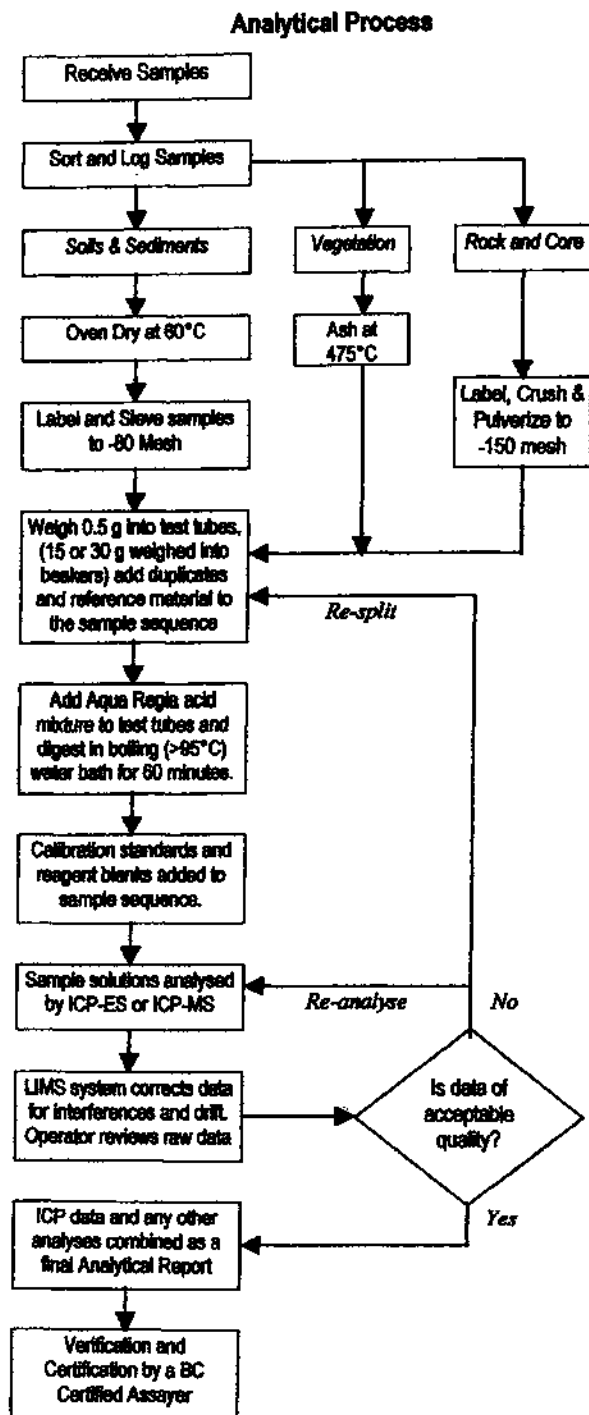 Analytical Process
Receive Samples
Sort and Log Samples
Soils & Sediments
Vegetation
Rock and Core
Oven Dry at 60°C
Ash at
475°C
Label and Sieve samples
to -80 Mesh
Label, Crush &
Pulverize to
-150 mesh
Weigh 0.5 g into test tubes,
(15 or 30 g weighed into
beakers) add duplicates
and reference material to
the sample sequence
Re-split
Add Aqua Regia acid
mixture to test tubes and
digest in boiling (>95°C)
water bath for 60 minutes.
Calibration standards and
reagent blanks added to
sample sequence.
Sample solutions analysed
by ICP-ES or ICP-MS
Re-analyse
No
LIMS system corrects data
for interferences and drift.
Operator reviews raw data
Is data of
acceptable
quality?
Yes
ICP data and any other
analyses combined as a
final Analytical Report
Verification and
Certification by a BC
Certified Assayer